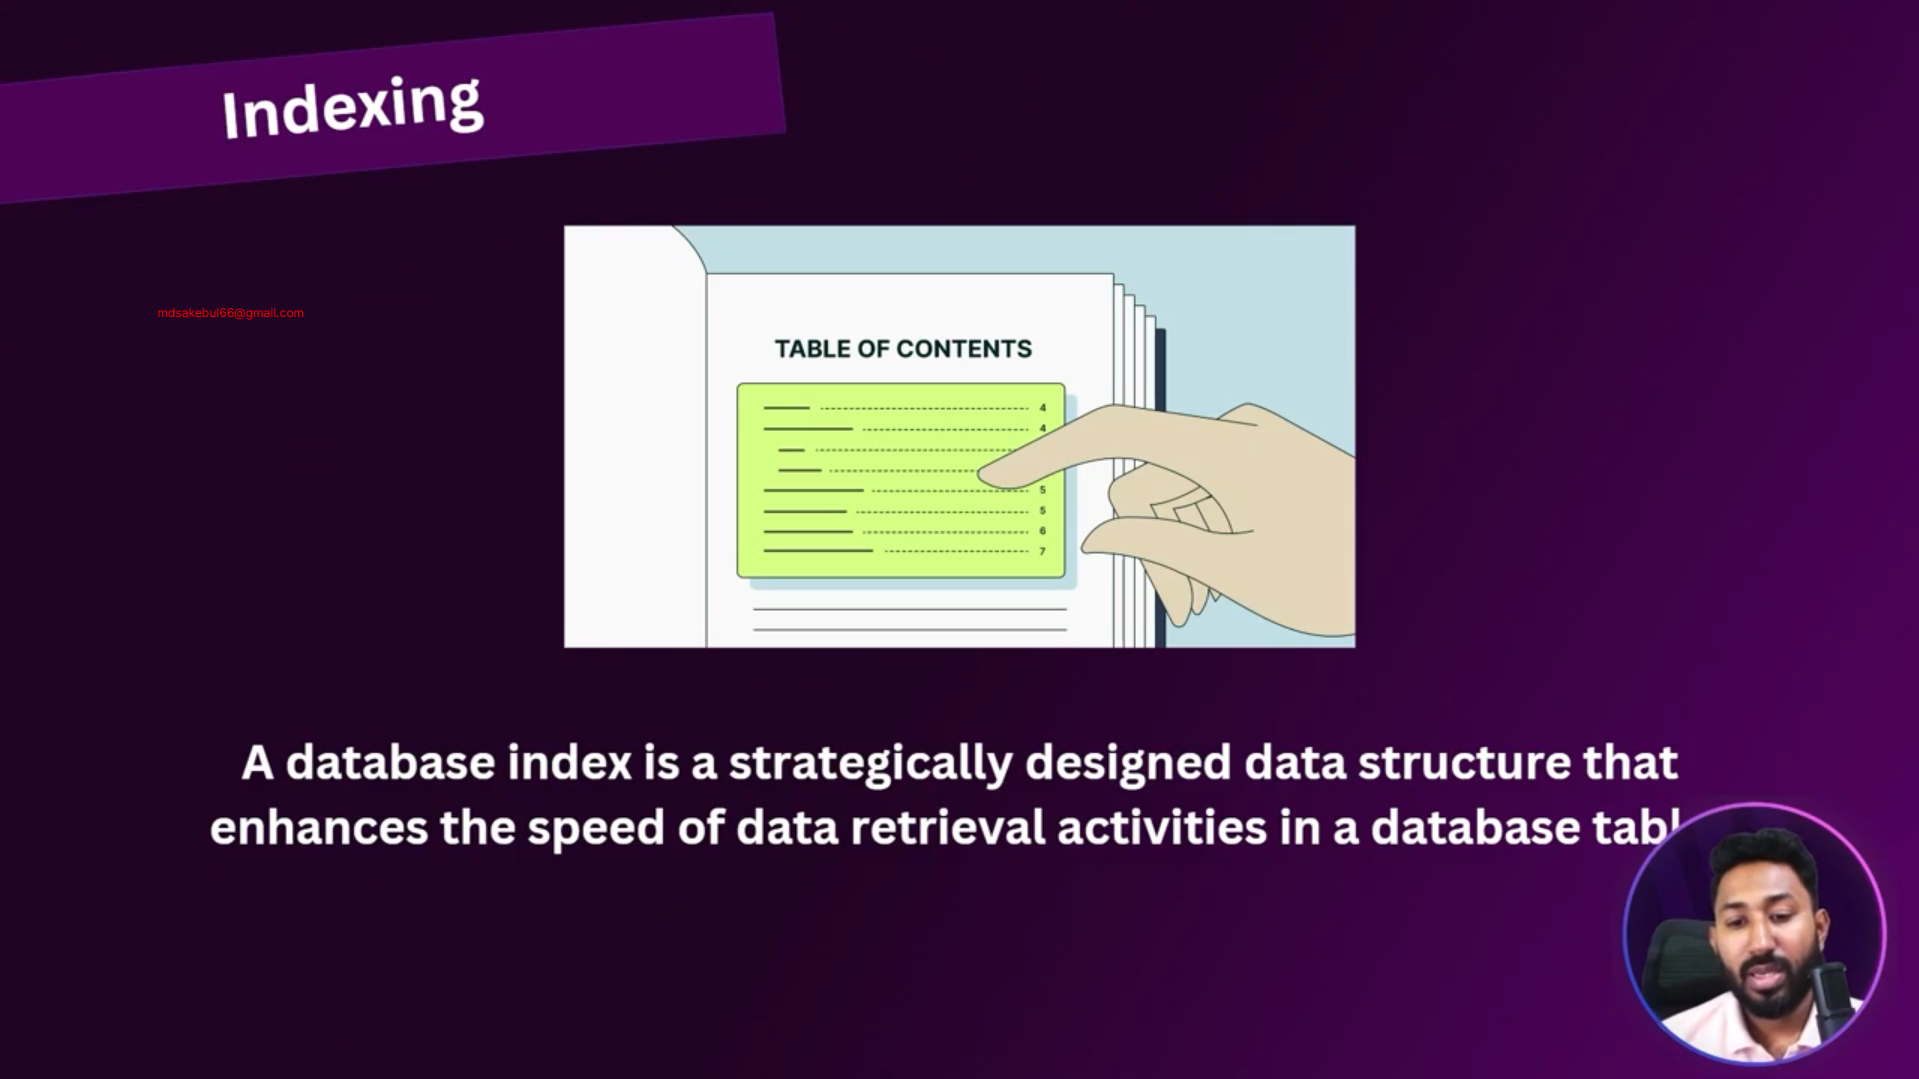 Indexing
mdsakebul66@gmail.com
TABLE OF CONTENTS
4
4
5
5
6
7
A database index is a strategically designed data structure that
enhances the speed of data retrieval activities in a database